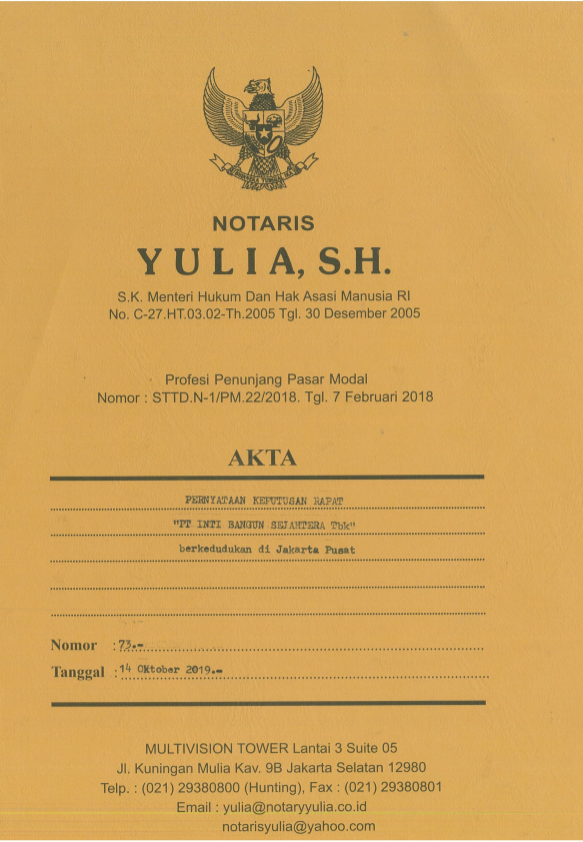 NOTARIS
YULIA, S.H.
S.K. Menteri Hukum Dan Hak Asasi Manusia RI
No. C-27.HT.03.02-Th.2005 Tgl. 30 Desember 2005
Profesi Penunjang Pasar Modal
Nomor : STTD.N-1/PM.22/2018. Tgl. 7 Februari 2018
AKTA
PERNYATAAN KEPUTUSAN RAPAT
"PT INTI BANGUN SEJAHTERA Tbk"
berkedudukan di Jakarta Pusat
Nomor : 73.-
Tanggal : 14 Oktober 2019.-
MULTIVISION TOWER Lantai 3 Suite 05
Jl. Kuningan Mulia Kav. 9B Jakarta Selatan 12980
Telp. : (021) 29380800 (Hunting), Fax : (021) 29380801
Email : yulia@notaryyulia.co.id
notarisyulia@yahoo.com